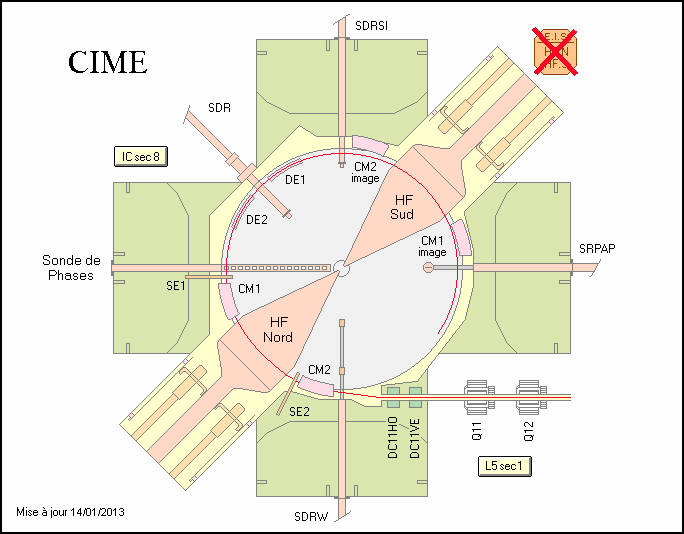 SDRSI
CIME
E.I.S
HF.S
SDR
IC sec 8
CM2
image
DE1
HF
Sud
DE2
CM1
image
SRPAP
Sonde de
Phases
SE1
CM1
HF
Nord
CM2
SE2
DC11HO
DC11VE
Q11
Q12
L5 sec1
Mise à jour 14/01/2013
SDRW